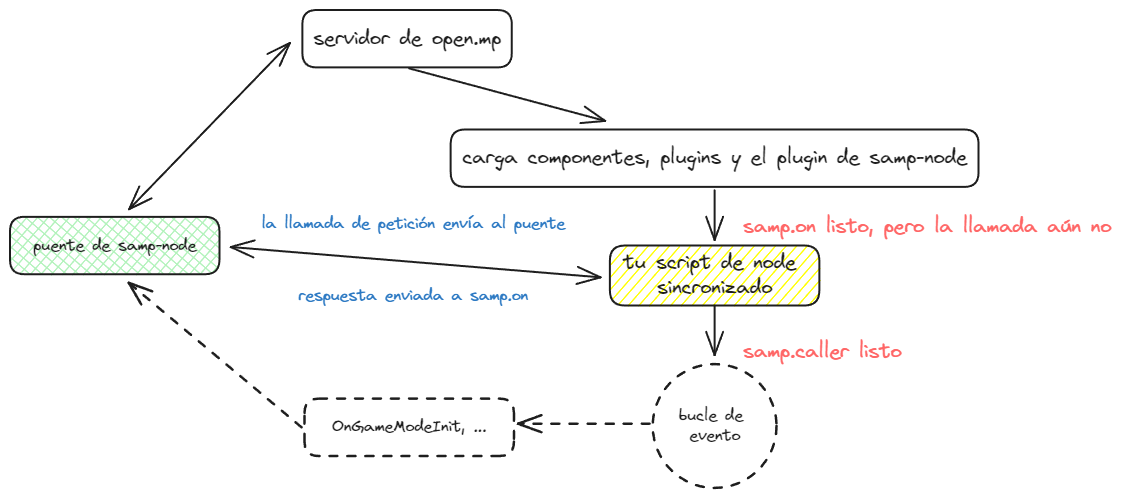 servidor de open.mp
carga componentes, plugins y el plugin de samp-node
la llamada de petición envía al puente
samp.on listo, pero la llamada aún no
puente de samp-node
tu script de node
sincronizado
respuesta enviada a samp.on
samp.caller listo
OnGameModeInit, ...
bucle de
evento